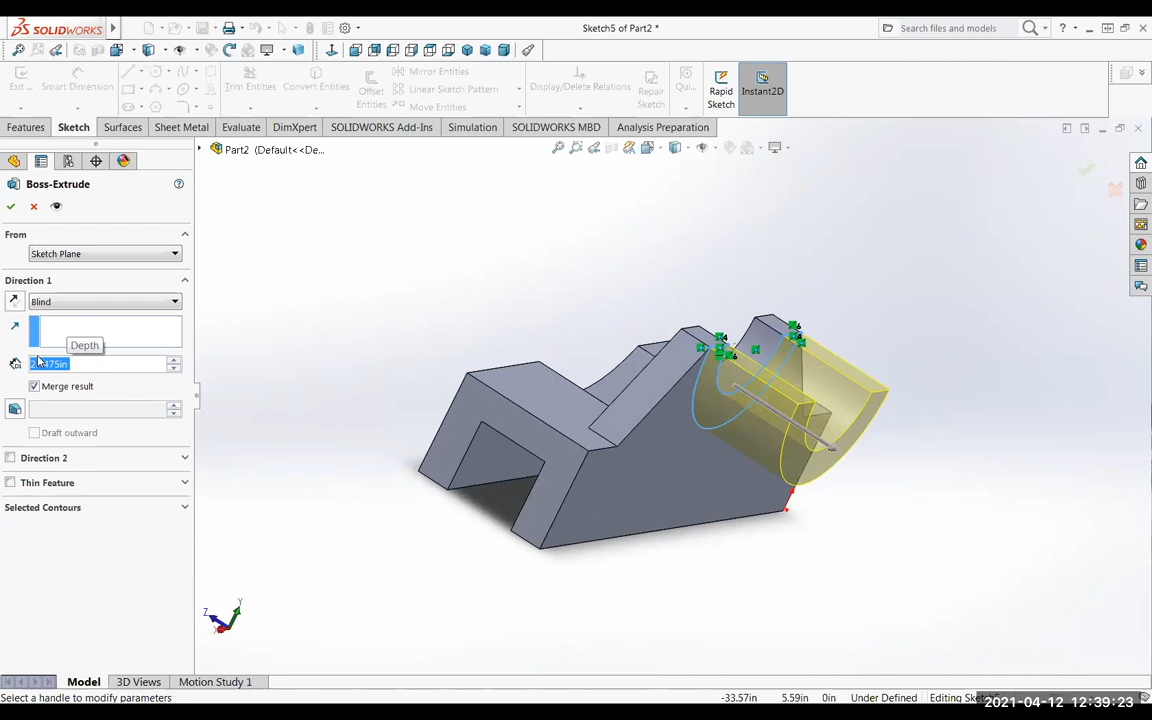 SOLIDWORKS
Sketch5 of Part2 *
Search files and models
Exit ...
Smart Dimension
Trim Entities
Convert Entities
Offset Entities
Mirror Entities
Linear Sketch Pattern
Move Entities
Display/Delete Relations
Repair Sketch
Qui...
Rapid Sketch
Instant2D
Features
Sketch
Surfaces
Sheet Metal
Evaluate
DimXpert
SOLIDWORKS Add-Ins
Simulation
SOLIDWORKS MBD
Analysis Preparation
Part2 (Default<<De...
Boss-Extrude
From
Sketch Plane
Direction 1
Blind
Depth
475in
Merge result
Draft outward
Direction 2
Thin Feature
Selected Contours
Y
Z
X
Model
3D Views
Motion Study 1
Select a handle to modify parameters
-33.57in
5.59in
0in
Under Defined
Editing Sketch5
2021-04-12 12:39:23